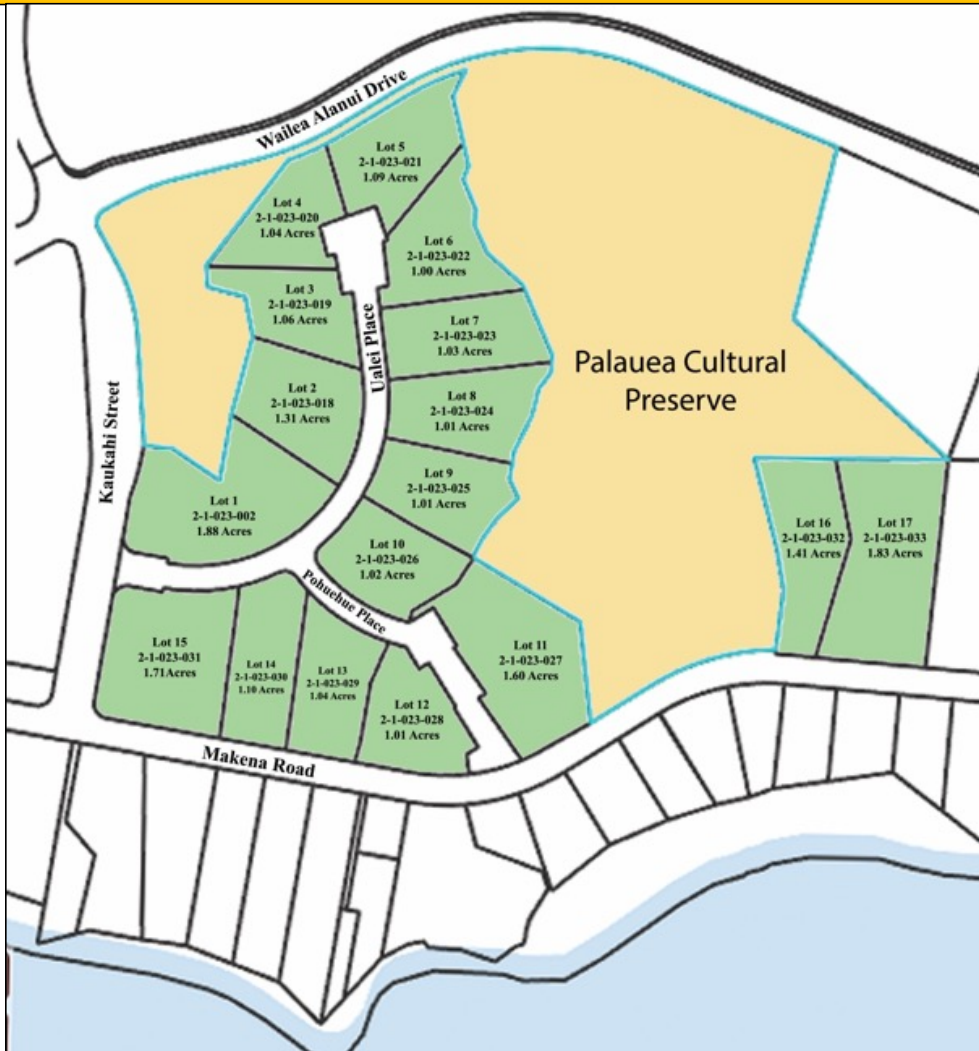 Wailea Alanui Drive
Lot 5
2-1-023-021
1.09 Acres
Lot 4
2-1-023-020
1.04 Acres
Lot 6
2-1-023-022
1.00 Acres
Lot 3
2-1-023-019
1.06 Acres
Lot 7
2-1-023-023
1.03 Acres
Ualei Place
Palauea Cultural
Preserve
Lot 2
2-1-023-018
1.31 Acres
Lot 8
2-1-023-024
1.01 Acres
Kaukahi Street
Lot 9
2-1-023-025
1.01 Acres
Lot 1
2-1-023-002
1.88 Acres
Lot 16
2-1-023-032
1.41 Acres
Lot 17
2-1-023-033
1.83 Acres
Lot 10
2-1-023-026
1.02 Acres
Pohuehue Place
Lot 15
2-1-023-031
1.71Acres
Lot 14
2-1-023-030
1.10 Acres
Lot 13
2-1-023-029
1.04 Acres
Lot 11
2-1-023-027
1.60 Acres
Lot 12
2-1-023-028
1.01 Acres
Makena Road